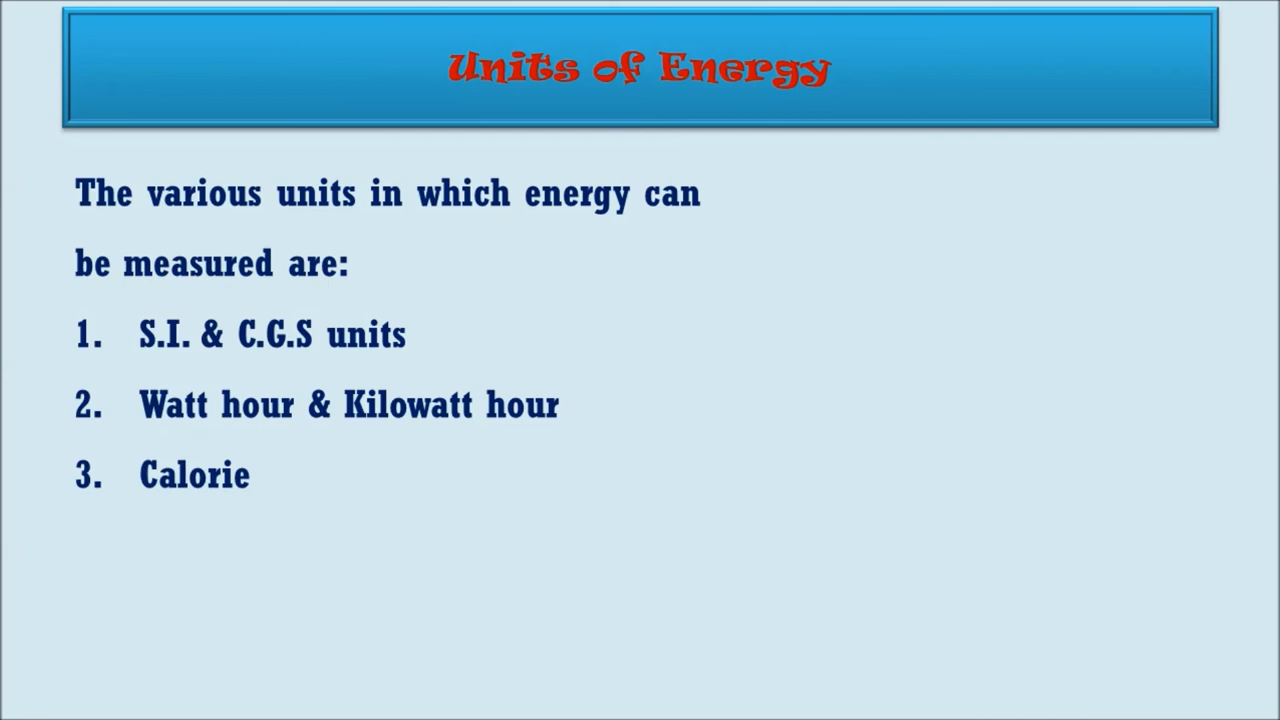 Units of Energy
The various units in which energy can
be measured are:
1. S.I. & C.G.S units
2. Watt hour & Kilowatt hour
3. Calorie